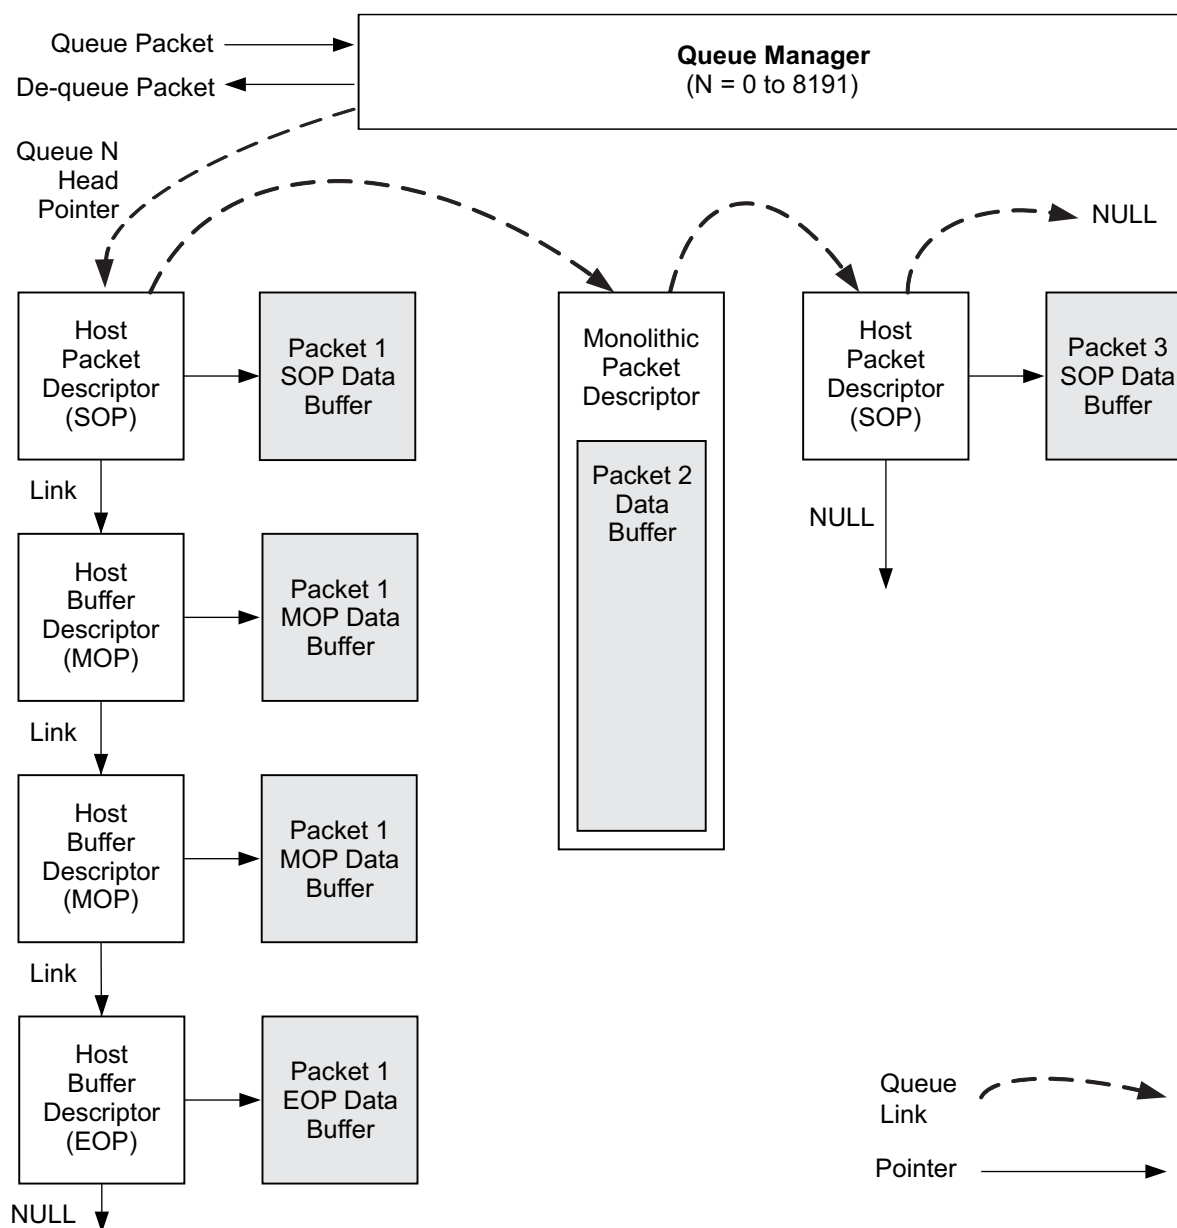 Queue Packet
De-queue Packet
Queue Manager
(N = 0 to 8191)
Queue N
Head
Pointer
NULL
Host
Packet
Descriptor
(SOP)
Packet 1
SOP Data
Buffer
Monolithic
Packet
Descriptor
Packet 2
Data
Buffer
Host
Packet
Descriptor
(SOP)
Packet 3
SOP Data
Buffer
Link
NULL
Host
Buffer
Descriptor
(MOP)
Packet 1
MOP Data
Buffer
Link
Host
Buffer
Descriptor
(MOP)
Packet 1
MOP Data
Buffer
Link
Host
Buffer
Descriptor
(EOP)
Packet 1
EOP Data
Buffer
NULL
Queue
Link
Pointer